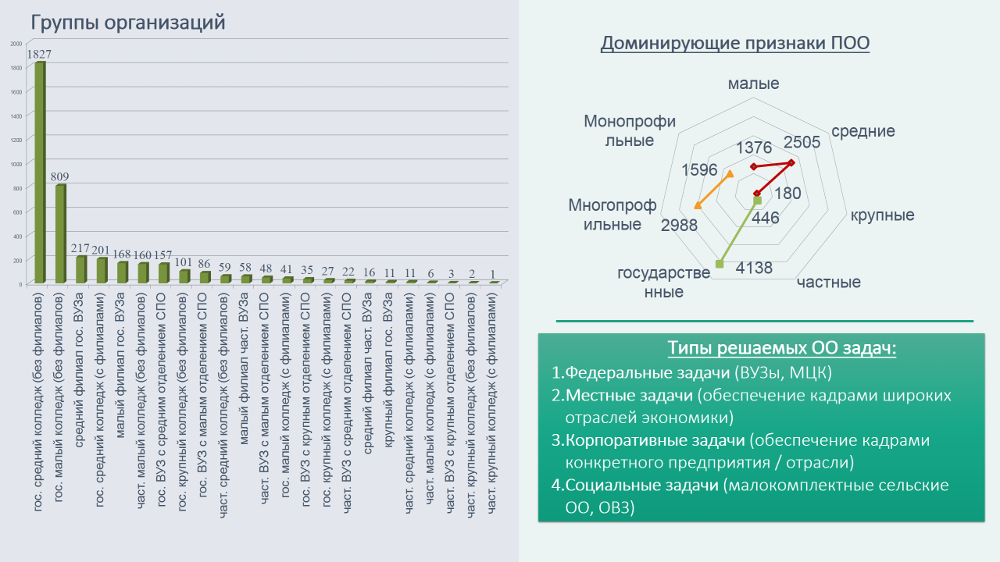 Группы организаций
2000
1800
1600
1400
1200
1000
800
600
400
200
0
1827
809
217
201
168
160
157
101
86
59
58
48
41
35
27
22
16
11
11
6
3
2
1
гос. средний колледж (без филиалов)
гос. малый колледж (без филиалов)
средний филиал гос. ВУЗа
гос. средний колледж (с филиалами)
малый филиал гос. ВУЗа
част. малый колледж (без филиалов)
гос. ВУЗ с средним отделением СПО
гос. крупный колледж (без филиалов)
гос. ВУЗ с малым отделением СПО
част. средний колледж (без филиалов)
малый филиал част. ВУЗа
част. ВУЗ с малым отделением СПО
гос. малый колледж (с филиалами)
гос. ВУЗ с крупным отделением СПО
гос. крупный колледж (с филиалами)
част. ВУЗ с средним отделением СПО
средний филиал част. ВУЗа
крупный филиал гос. ВУЗа
част. средний колледж (с филиалами)
част. малый колледж (с филиалами)
част. ВУЗ с крупным отделением СПО
част. крупный колледж (без филиалов)
част. крупный колледж (с филиалами)
Доминирующие признаки ПОО
малые
средние
крупные
частные
государстве
нные
Многопроф
ильные
Монопрофи
льные
1376
2505
180
446
4138
2988
1596
Типы решаемых ОО задач:
1.Федеральные задачи (ВУЗы, МЦК)
2.Местные задачи (обеспечение кадрами широких
отраслей экономики)
3.Корпоративные задачи (обеспечение кадрами
конкретного предприятия / отрасли)
4.Социальные задачи (малокомплектные сельские
ОО, ОВЗ)